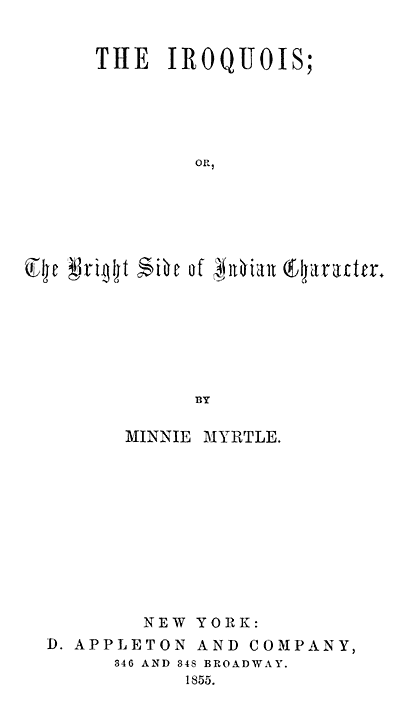 THE IROQUOIS;
OR,
The Bright Side of Indian Character.
BY
MINNIE MYRTLE.
NEW YORK:
D. APPLETON AND COMPANY,
346 AND 348 BROADWAY.
1855.